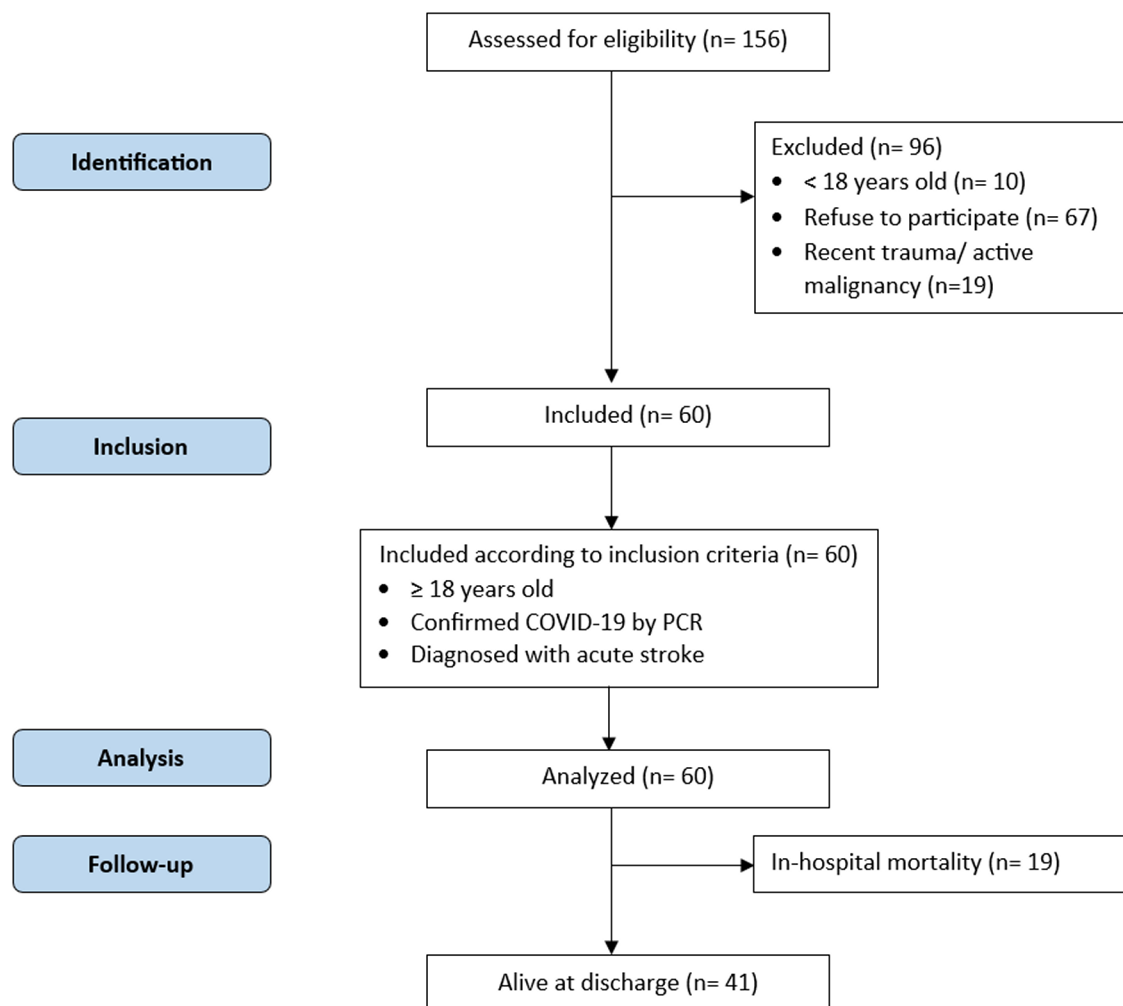 Assessed for eligibility (n= 156)
Identification
Excluded (n= 96)
• < 18 years old (n= 10)
• Refuse to participate (n= 67)
• Recent trauma/ active
malignancy (n=19)
Included (n= 60)
Inclusion
Included according to inclusion criteria (n= 60)
• ≥ 18 years old
• Confirmed COVID-19 by PCR
• Diagnosed with acute stroke
Analysis
Analyzed (n= 60)
Follow-up
In-hospital mortality (n= 19)
Alive at discharge (n= 41)